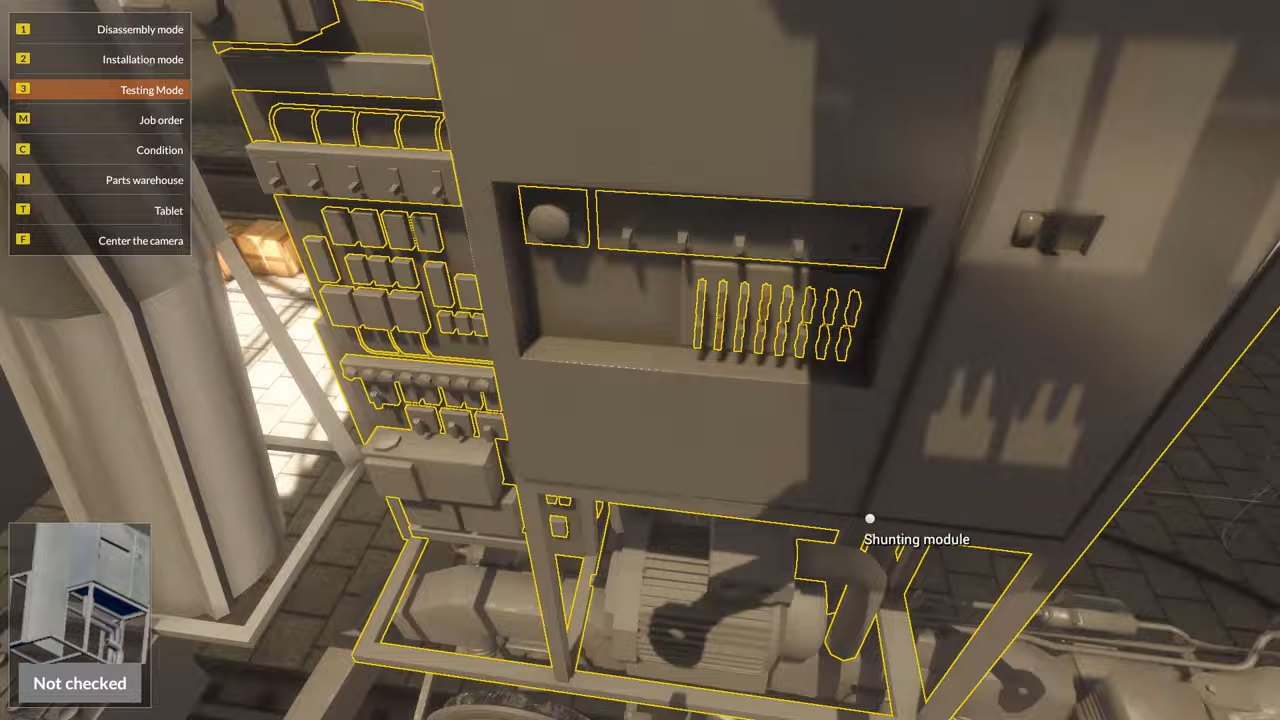 1 Disassembly mode
2 Installation mode
3 Testing Mode
M Job order
C Condition
I Parts warehouse
T Tablet
F Center the camera
Shunting module
Not checked